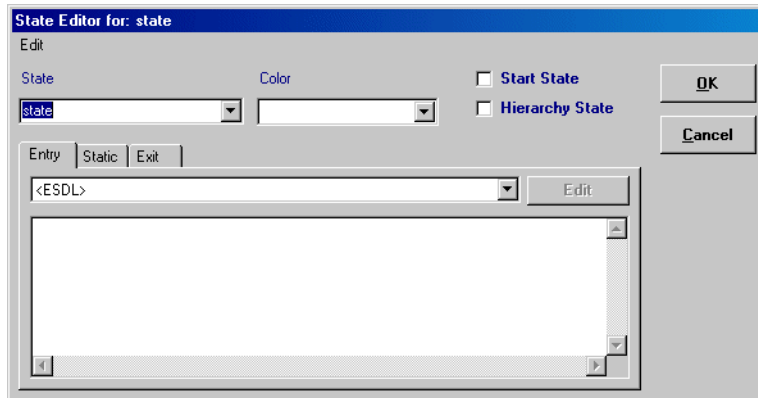 State Editor for: state
Edit
State
Color
Start State
OK
state
Hierarchy State
Cancel
Entry
Static
Exit
<ESDL>
Edit